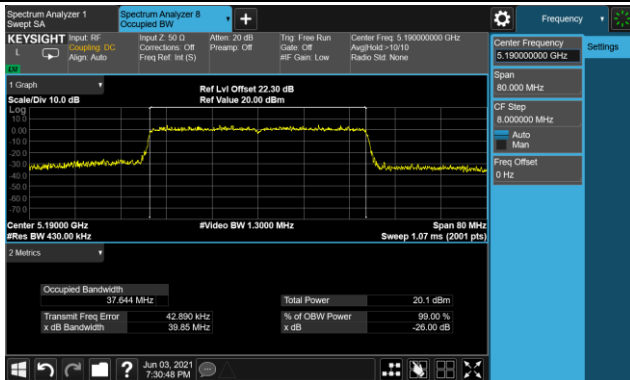 Spectrum Analyzer 1
Swept SA
Spectrum Analyzer 8
Occupied BW
Frequency
KEYSIGHT
L
Input: RF
Coupling: DC
Align: Auto
Input Z: 50 Ω
Corrections: Off
Freq Ref: Int (S)
Atten: 20 dB
Preamp: Off
Trig: Free Run
Gate: Off
#IF Gain: Low
Center Freq: 5.190000000 GHz
Avg|Hold:>10/10
Radio Std: None
Center Frequency
5.190000000 GHz
Settings
Span
80.000 MHz
CF Step
8.000000 MHz
Auto
Man
Freq Offset
0 Hz
1 Graph
Scale/Div 10.0 dB
Ref Lvl Offset 22.30 dB
Ref Value 20.00 dBm
Log
10.0
0.00
-10.0
-20.0
-30.0
-40.0
-50.0
-60.0
-70.0
Center 5.19000 GHz
#Video BW 1.3000 MHz
Span 80 MHz
#Res BW 430.00 kHz
Sweep 1.07 ms (2001 pts)
2 Metrics
Occupied Bandwidth
37.644 MHz
Total Power 20.1 dBm
Transmit Freq Error 42.890 kHz
% of OBW Power 99.00 %
x dB Bandwidth 39.85 MHz
x dB -26.00 dB
Jun 03, 2021
7:30:48 PM